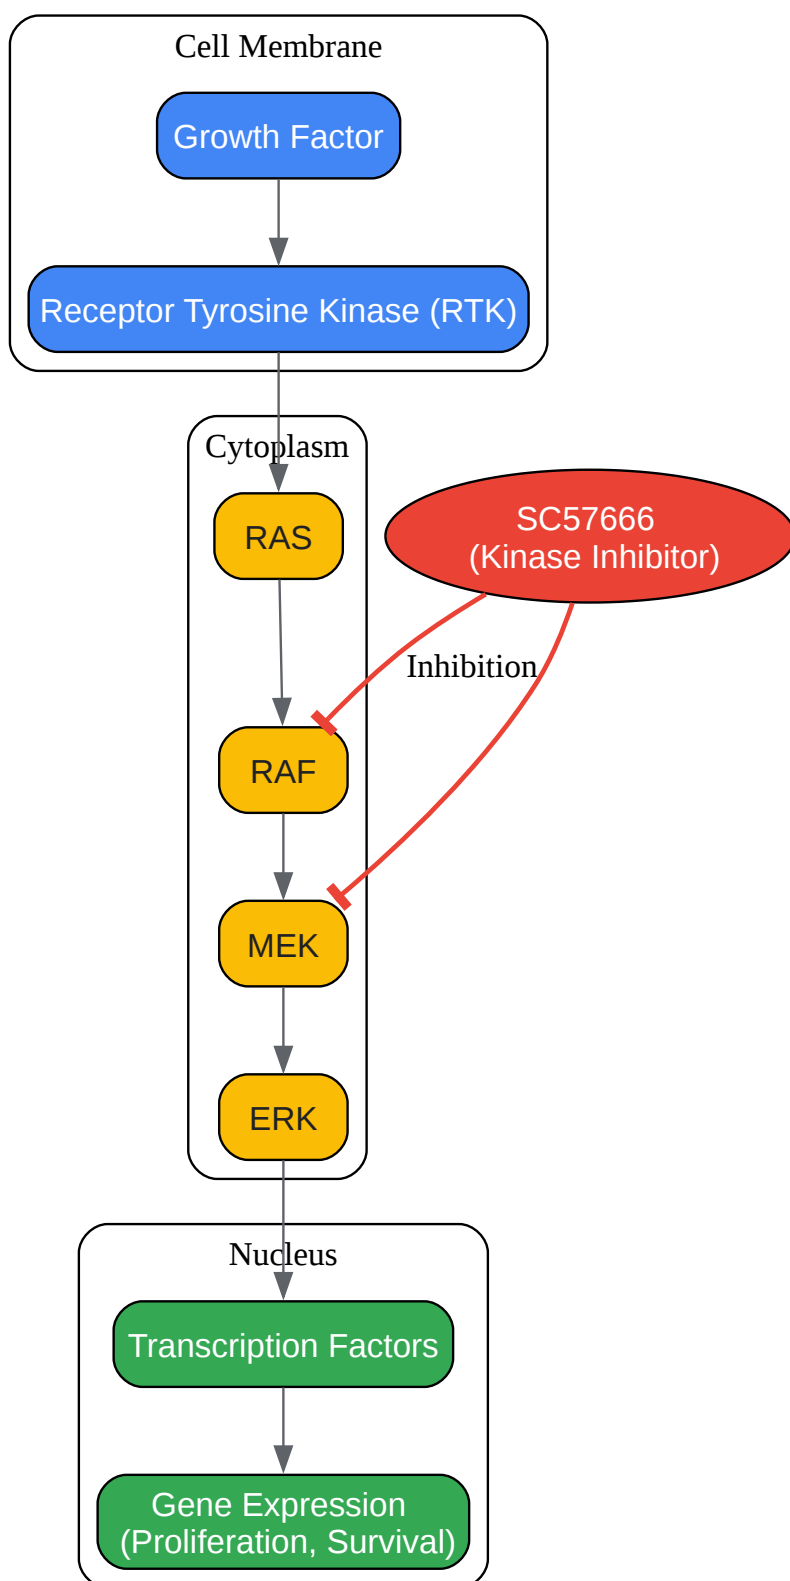 Cell Membrane
Growth Factor
Receptor Tyrosine Kinase (RTK)
Cytoplasm
RAS
SC57666
(Kinase Inhibitor)
Inhibition
RAF
MEK
ERK
Nucleus
Transcription Factors
Gene Expression
(Proliferation, Survival)